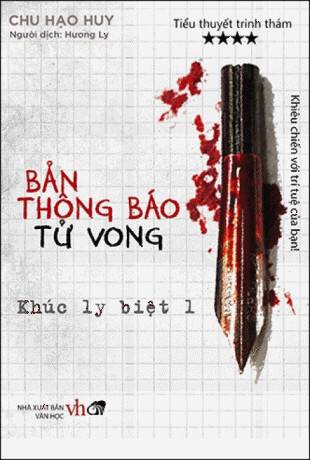 CHU HẠO HUY
Người dịch: Hương Ly
Tiểu thuyết trinh thám
Khiêu chiến với trí tuệ của bạn!
BẢN
THÔNG BÁO
TỬ VONG
Khúc ly biệt 1
NHÀ XUẤT BẢN
VĂN HỌC
vh